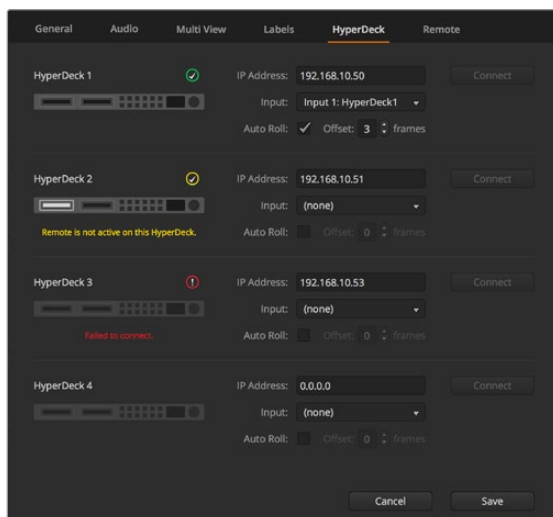 General Audio Multi View Labels HyperDeck Remote
HyperDeck 1 IP Address: 192.168.10.50 Connect
Input: Input 1: HyperDeck1
Auto Roll: Offset: 3 frames
HyperDeck 2 IP Address: 192.168.10.51 Connect
Input: (none)
Remote is not active on this HyperDeck.
Auto Roll: Offset: 0 frames
HyperDeck 3 IP Address: 192.168.10.53 Connect
Input: (none)
Failed to connect.
Auto Roll: Offset: 0 frames
HyperDeck 4 IP Address: 0.0.0.0 Connect
Input: (none)
Auto Roll: Offset: 0 frames
Cancel Save